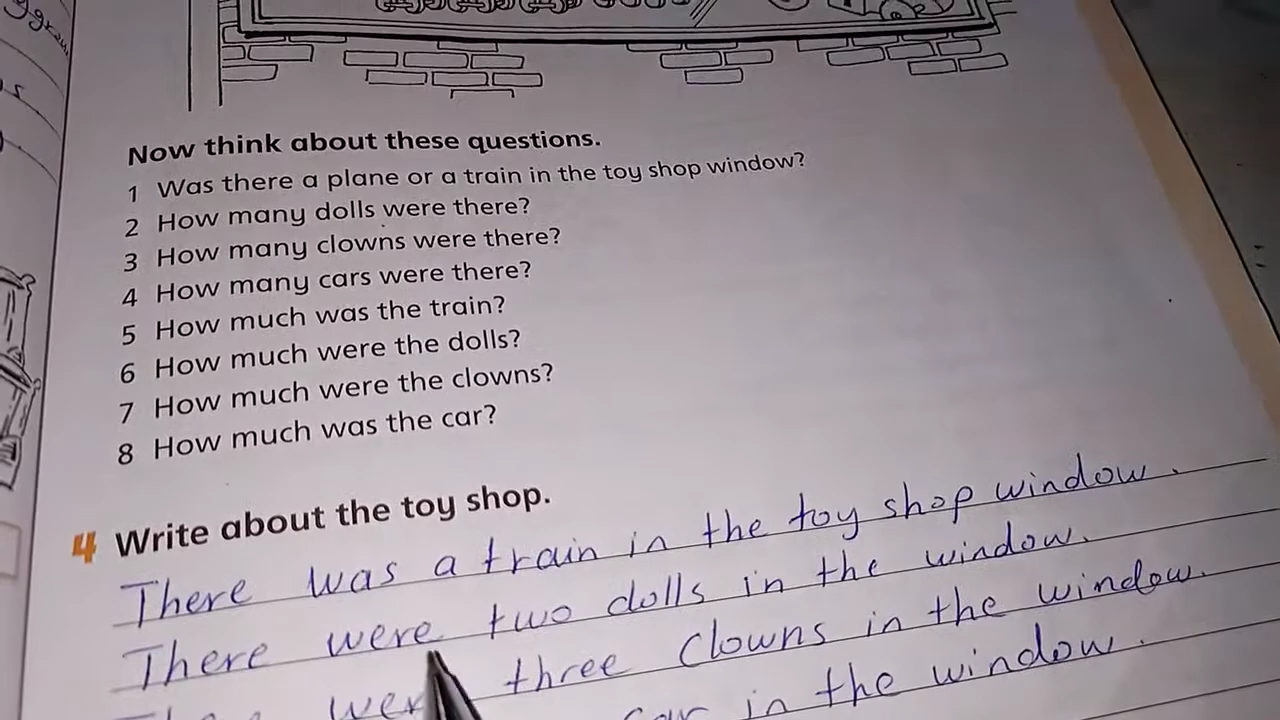 Now think about these questions.
1 Was there a plane or a train in the toy shop window?
2 How many dolls were there?
3 How many clowns were there?
4 How many cars were there?
5 How much was the train?
6 How much were the dolls?
7 How much were the clowns?
8 How much was the car?
4 Write about the toy shop.
There was a train in the toy shop window.
There were two dolls in the window.
three clowns in the window.
car in the window.